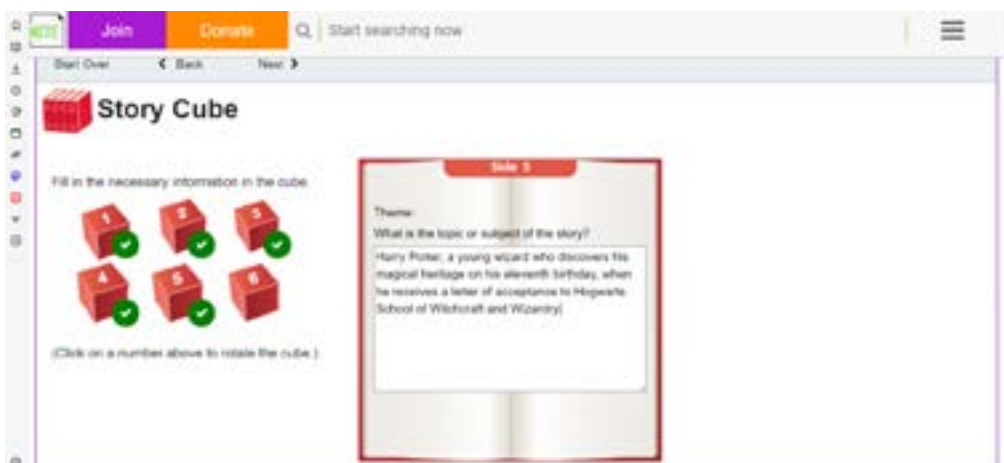 NCTE Join Donate Start searching now
Start Over Back Next
Story Cube
Side 5
Fill in the necessary information in the cube.
1 2 3
4 5 6
(Click on a number above to rotate the cube.)
Theme:
What is the topic or subject of the story?
Harry Potter, a young wizard who discovers his
magical heritage on his eleventh birthday, when
he receives a letter of acceptance to Hogwarts
School of Witchcraft and Wizardry